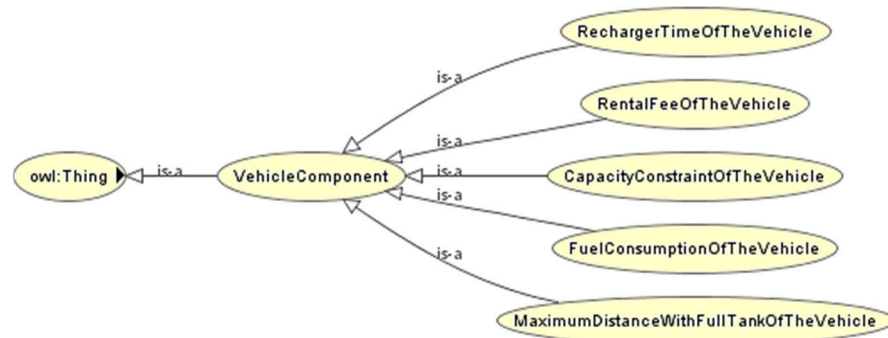 RechargerTimeOfTheVehicle
is-a
RentalFeeOfTheVehicle
is-a
owl:Thing
is-a
VehicleComponent
is-a
CapacityConstraintOfTheVehicle
is-a
FuelConsumptionOfTheVehicle
is-a
MaximumDistanceWithFullTankOfTheVehicle